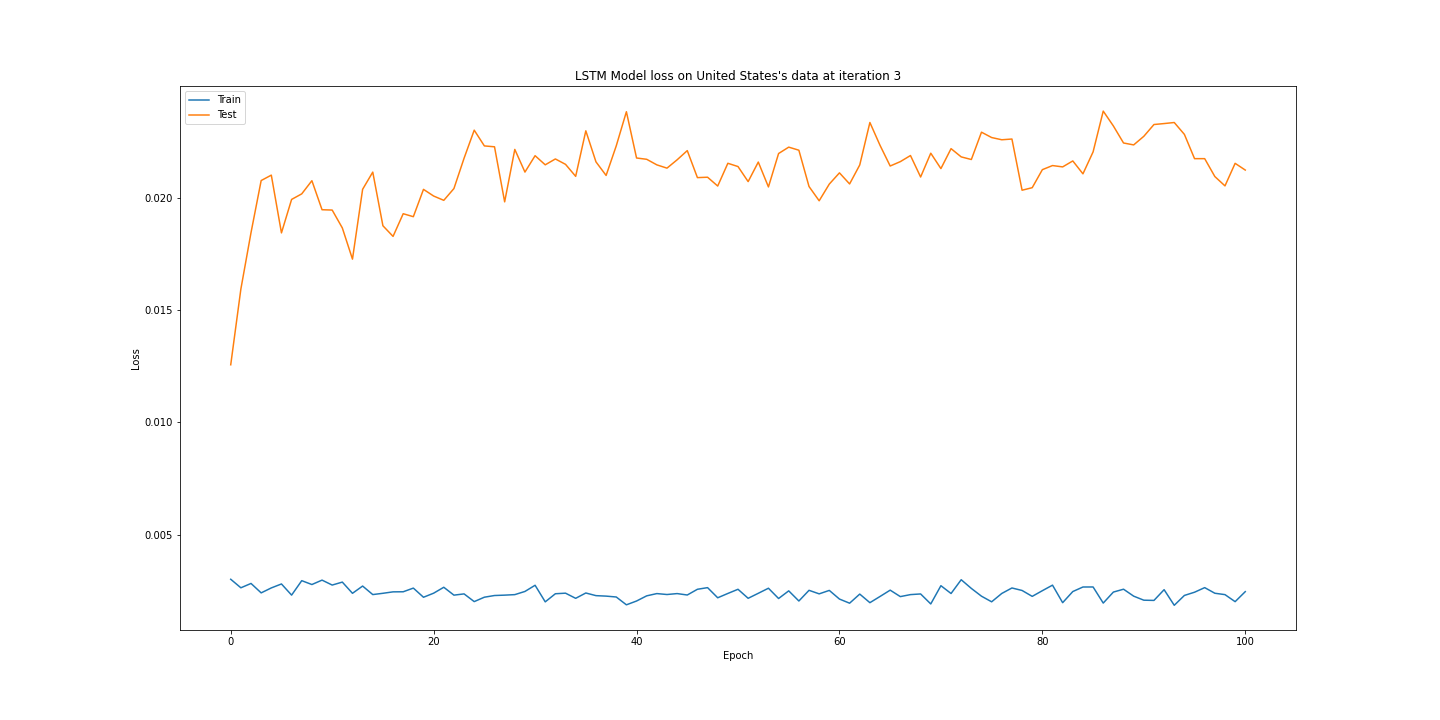 LSTM Model loss on United States's data at iteration 3
Train
Test
0.020
0.015
0.010
0.005
Loss
0 20 40 60 80 100
Epoch